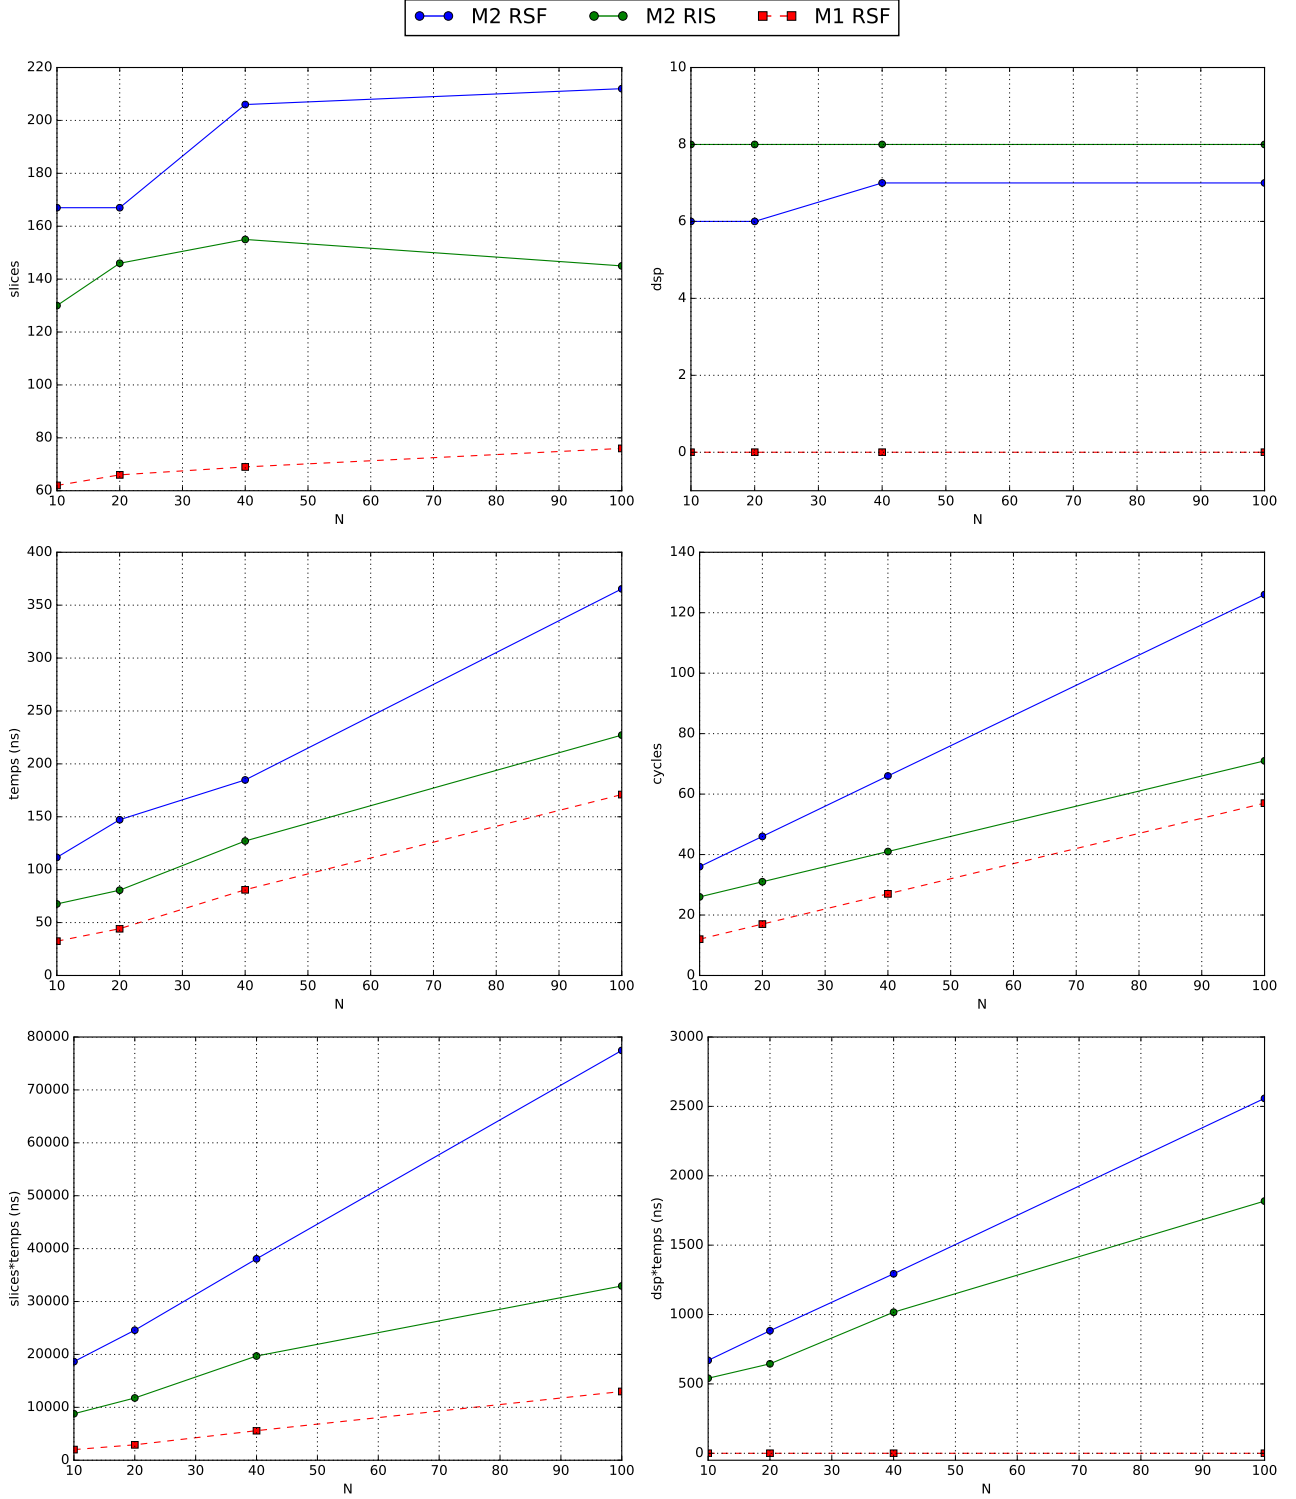 M2 RSF M2 RIS M1 RSF
220
200
180
160
140
120
100
80
60
slices
10 20 30 40 50 60 70 80 90 100
N
10
8
6
4
2
0
dsp
10 20 30 40 50 60 70 80 90 100
N
400
350
300
250
200
150
100
50
0
temps (ns)
10 20 30 40 50 60 70 80 90 100
N
140
120
100
80
60
40
20
0
cycles
10 20 30 40 50 60 70 80 90 100
N
80000
70000
60000
50000
40000
30000
20000
10000
0
slices*temps (ns)
10 20 30 40 50 60 70 80 90 100
N
3000
2500
2000
1500
1000
500
0
dsp*temps (ns)
10 20 30 40 50 60 70 80 90 100
N